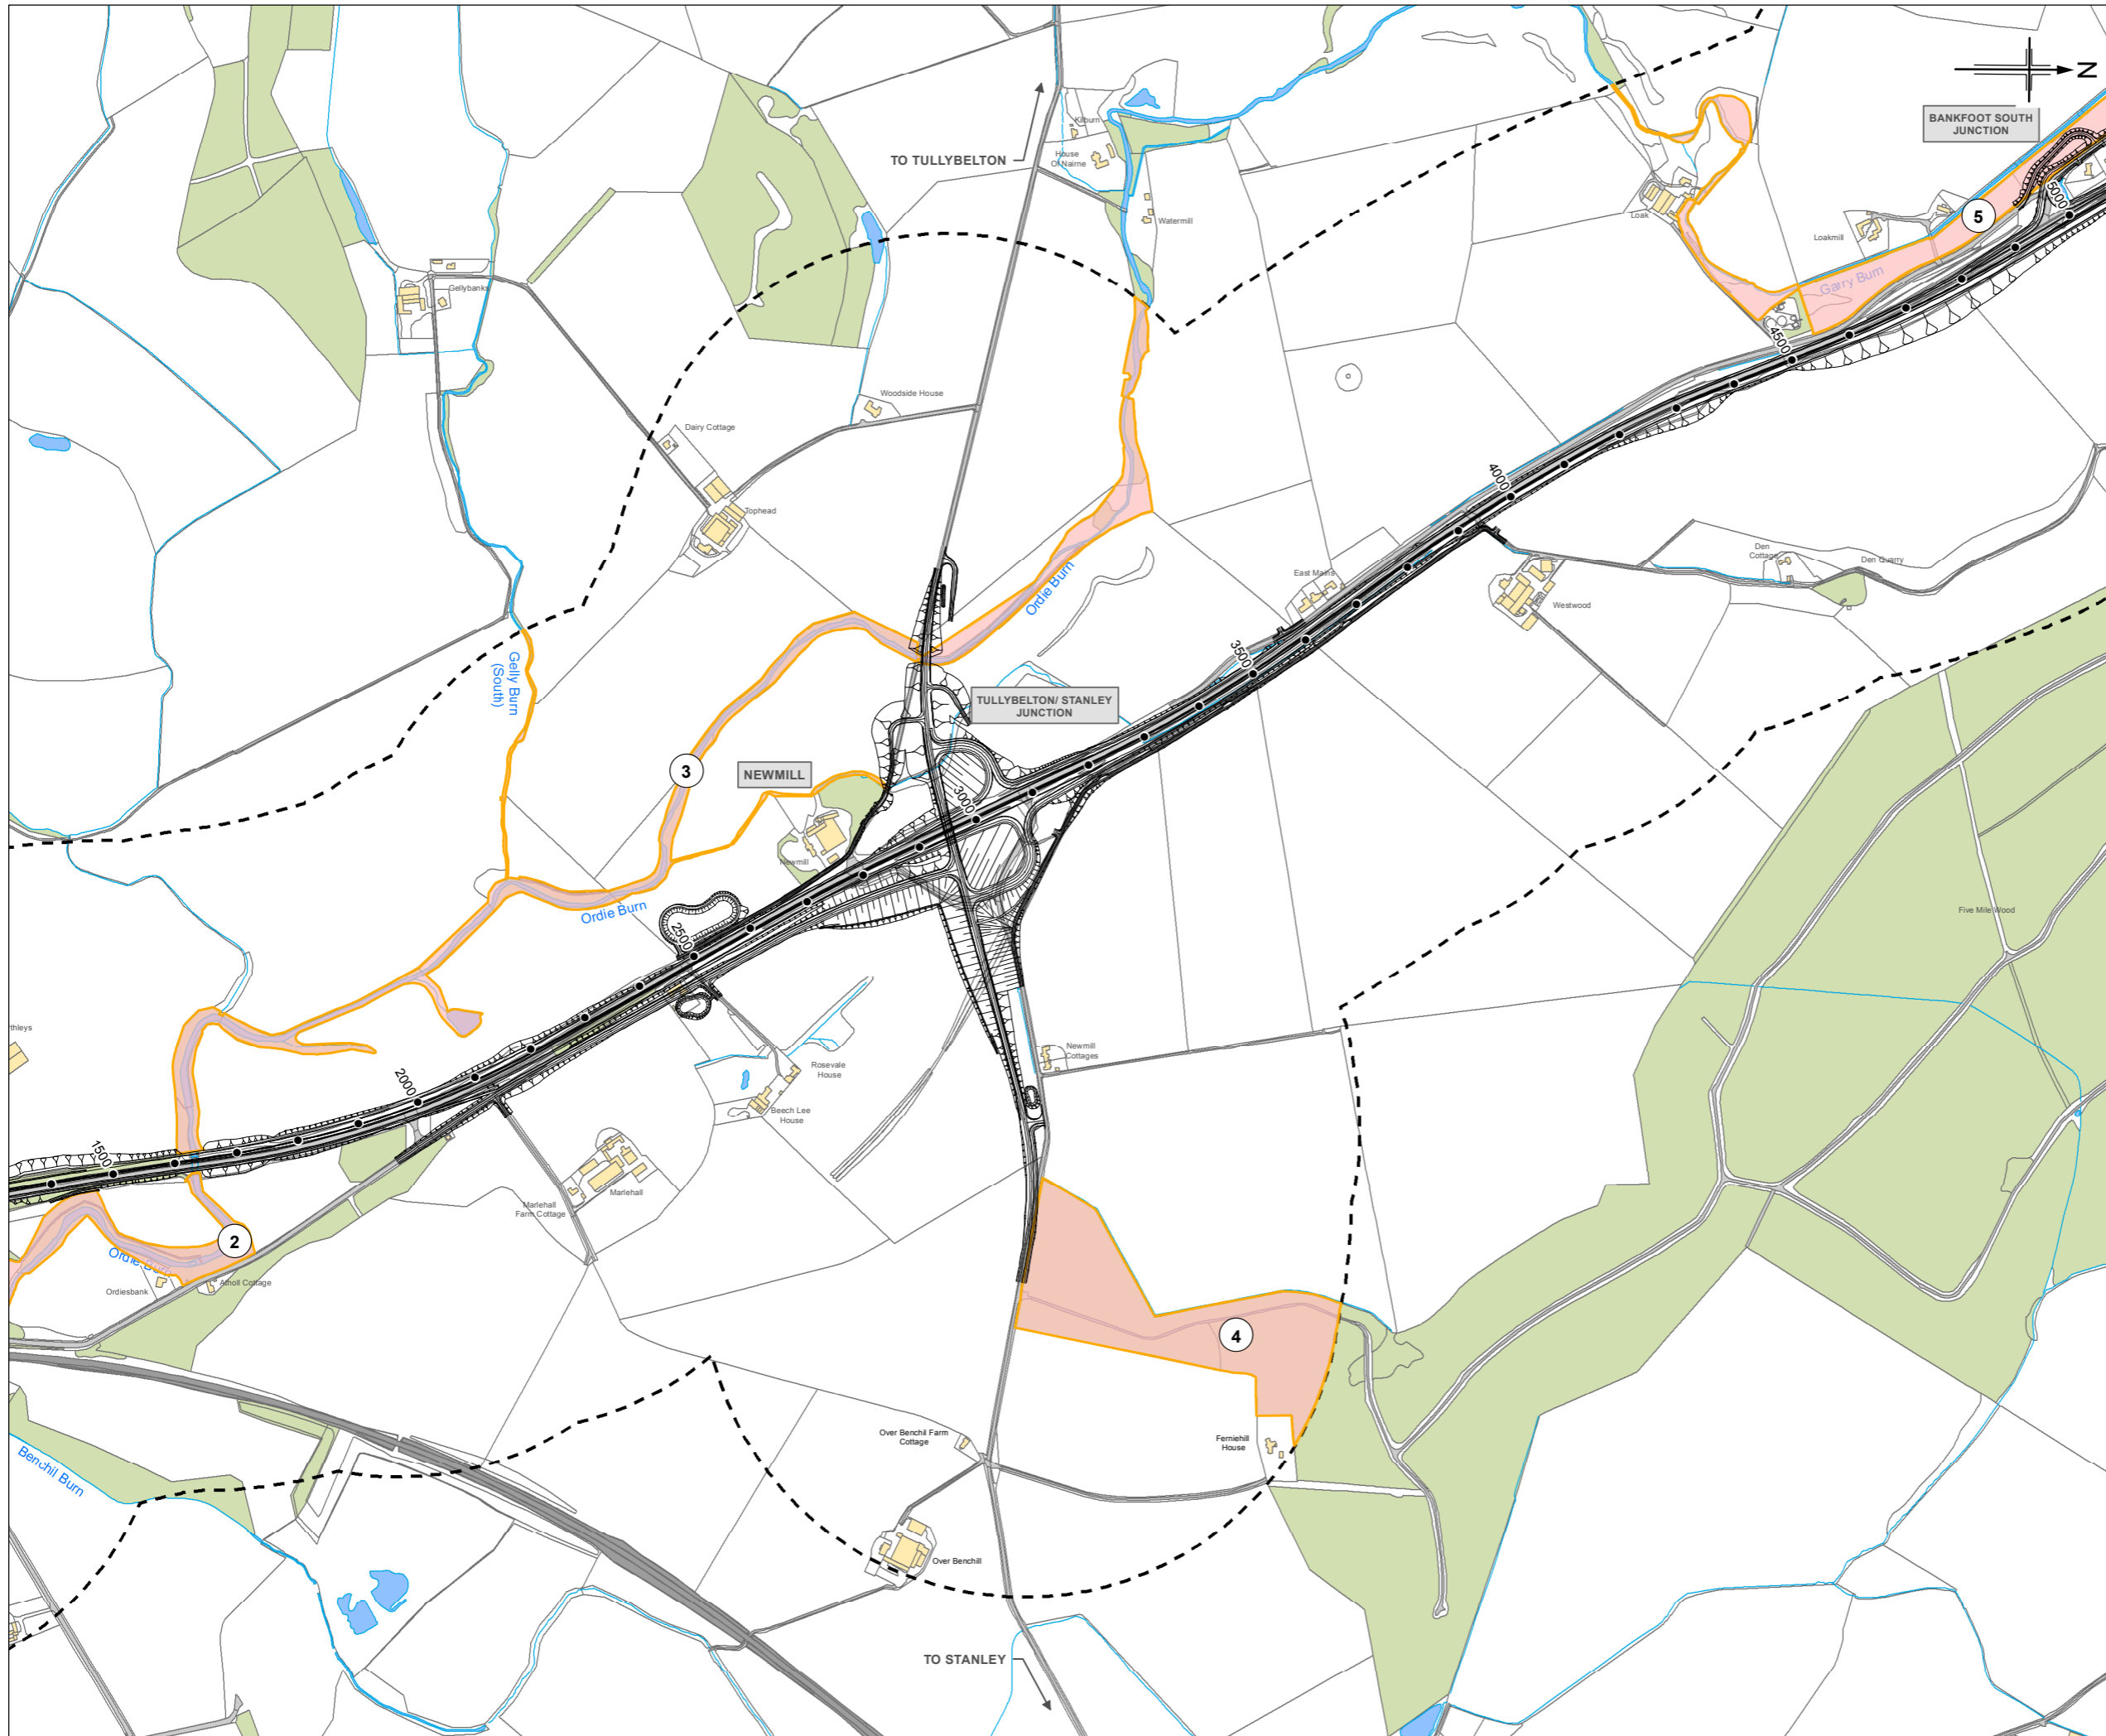 N
BANKFOOT SOUTH
JUNCTION
Kilburn
House
Of Nairne
TO TULLYBELTON
Watermill
5000
5
Loak
Loakmill
Garry Burn
Gellybanks
4500
Woodside House
Dairy Cottage
4000
Tophead
Den
Cottage
Den Quarry
East Mains
Ordie Burn
Westwood
Gelly Burn
(South)
3500
TULLYBELTON/ STANLEY
JUNCTION
3
NEWMILL
3000
Newmill
Ordie Burn
Five Mile Wood
2500
Newmill
Cottages
Rosevale
House
2000
Beech Lee
House
1500
Marlehall
Marlehall
Farm Cottage
2
Ordie Burn
Atholl Cottage
Ordiesbank
4
Over Benchil Farm
Cottage
Ferniehill
House
Benchil Burn
Over Benchill
TO STANLEY